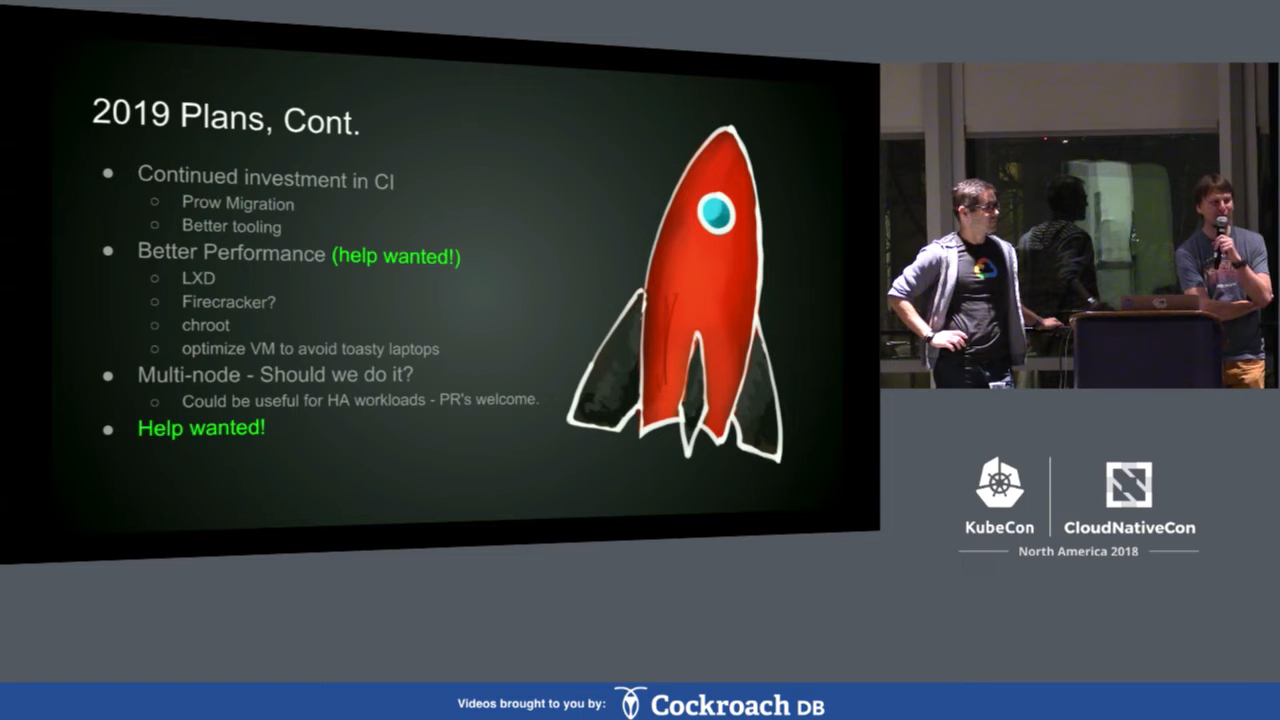 2019 Plans, Cont.
Continued investment in CI
Prow Migration
Better tooling
Better Performance (help wanted!)
LXD
Firecracker?
chroot
optimize VM to avoid toasty laptops
Multi-node - Should we do it?
Could be useful for HA workloads - PR's welcome.
Help wanted!
KubeCon
CloudNativeCon
North America 2018
Videos brought to you by: Cockroach DB